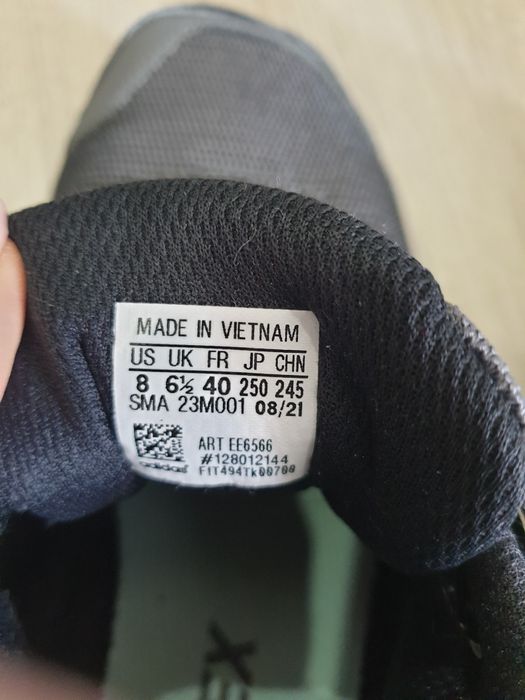 MADE IN VIETNAM
US UK FR JP CHN
8 6½ 40 250 245
SMA 23M001 08/21
ART EE6566
#128012144
adidas F1T494Tk00700